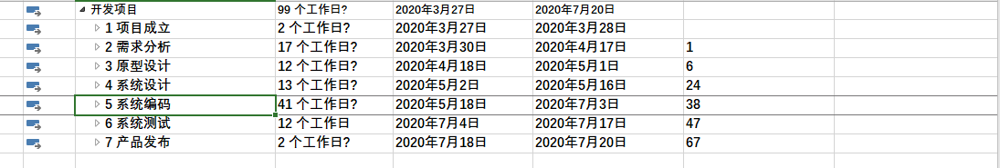 开发项目 99 个工作日? 2020年3月27日 2020年7月20日
1 项目成立 2 个工作日? 2020年3月27日 2020年3月28日
2 需求分析 17 个工作日? 2020年3月30日 2020年4月17日 1
3 原型设计 12 个工作日? 2020年4月18日 2020年5月1日 6
4 系统设计 13 个工作日? 2020年5月2日 2020年5月16日 24
5 系统编码 41 个工作日? 2020年5月18日 2020年7月3日 38
6 系统测试 12 个工作日 2020年7月4日 2020年7月17日 47
7 产品发布 2 个工作日? 2020年7月18日 2020年7月20日 67